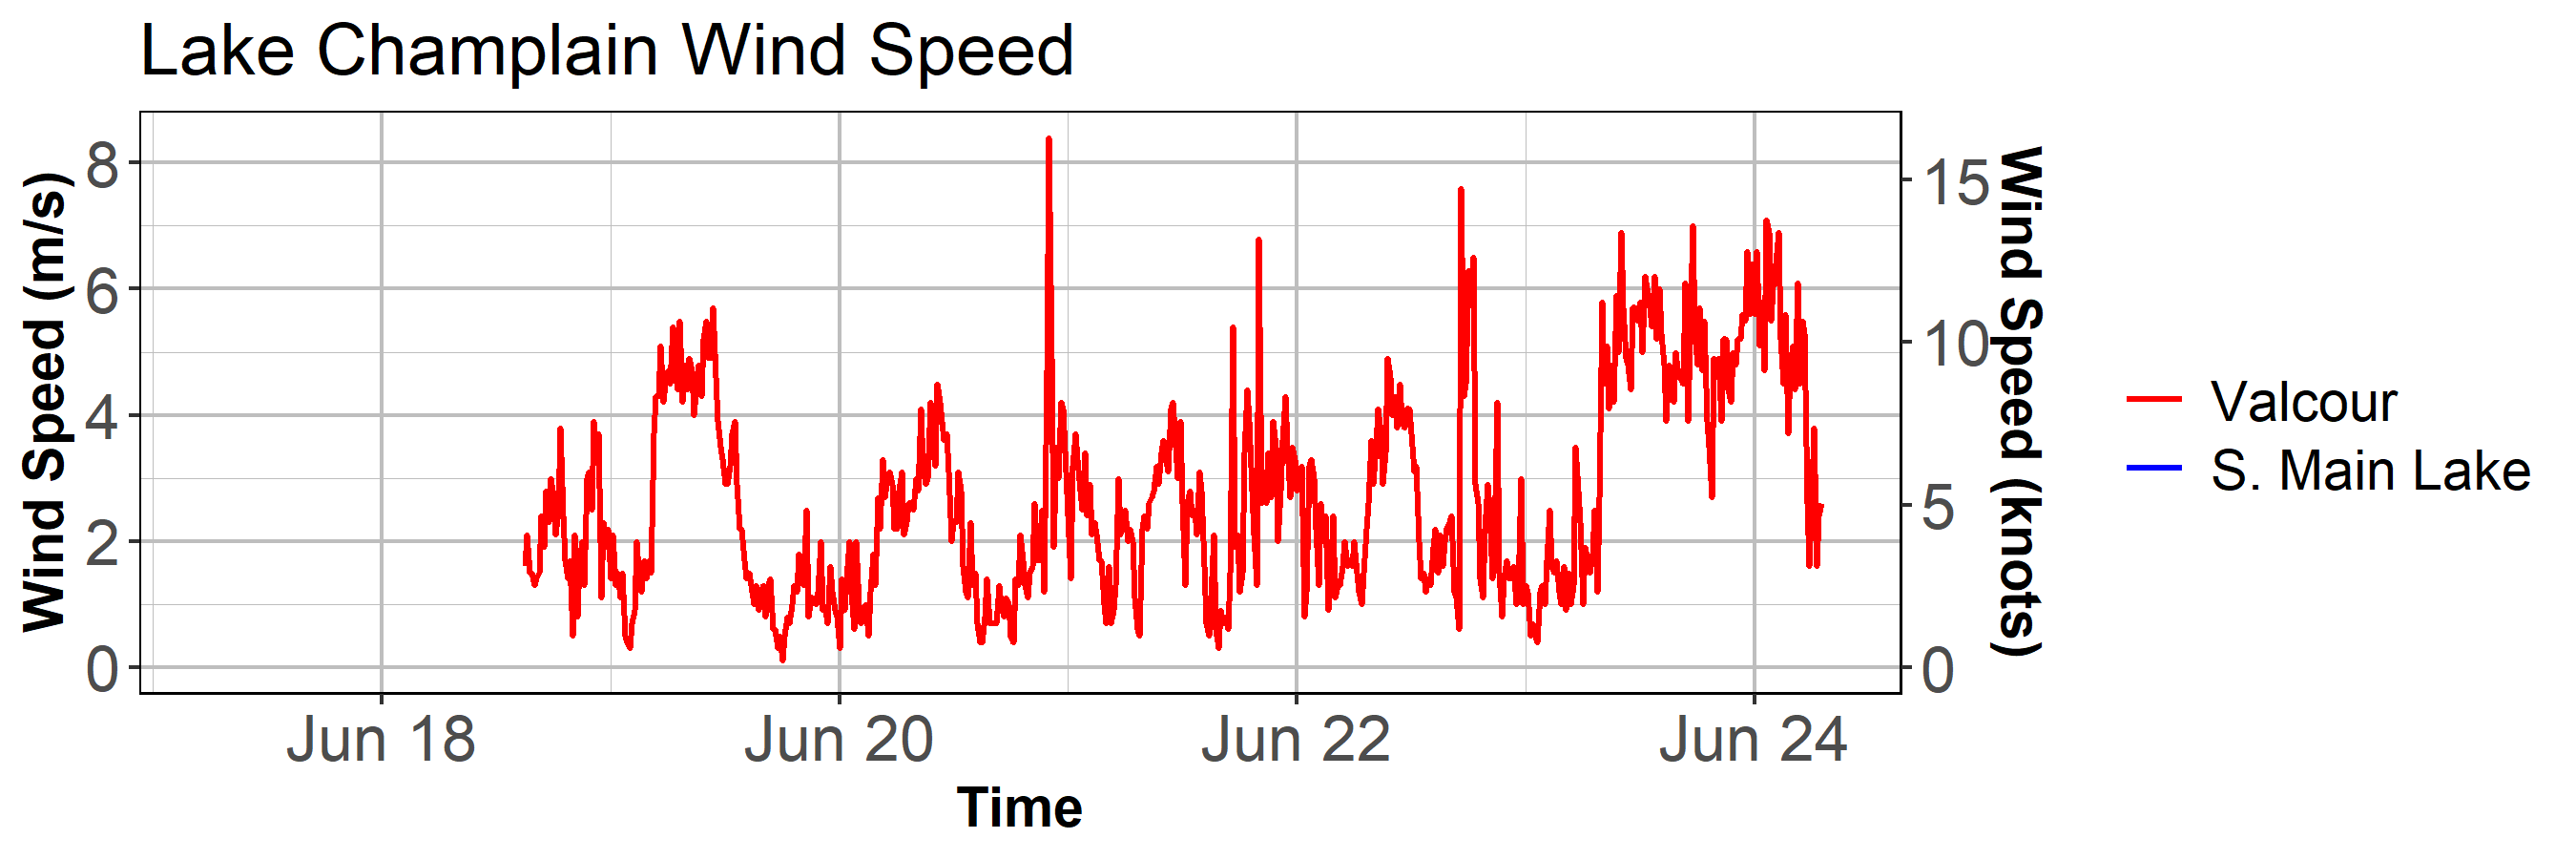 Lake Champlain Wind Speed
Wind Speed (m/s)
8
6
4
2
0
15
10
5
0
Wind Speed (knots)
Jun 18
Jun 20
Jun 22
Jun 24
Time
Valcour
S. Main Lake